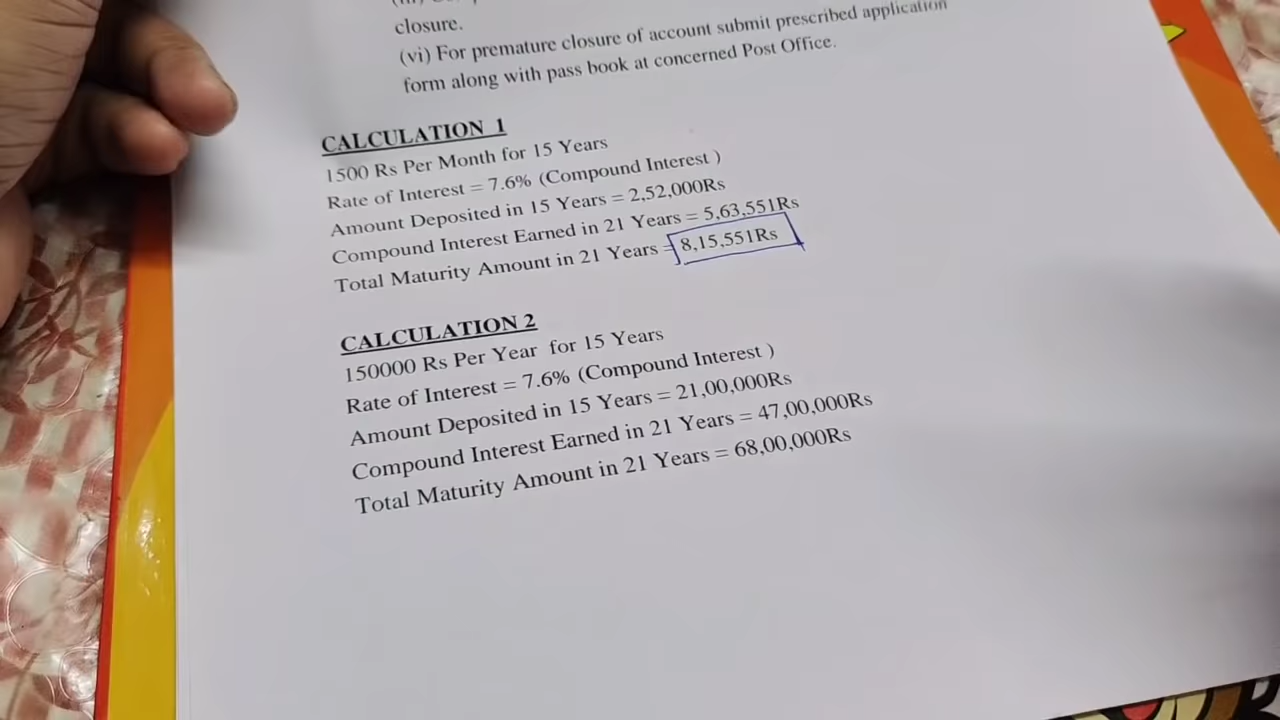 closure.
(vi) For premature closure of account submit prescribed application
form along with pass book at concerned Post Office.
CALCULATION 1
1500 Rs Per Month for 15 Years
Rate of Interest = 7.6% (Compound Interest )
Amount Deposited in 15 Years = 2,52,000Rs
Compound Interest Earned in 21 Years = 5,63,551Rs
Total Maturity Amount in 21 Years = 8,15,551Rs
CALCULATION 2
150000 Rs Per Year for 15 Years
Rate of Interest = 7.6% (Compound Interest )
Amount Deposited in 15 Years = 21,00,000Rs
Compound Interest Earned in 21 Years = 47,00,000Rs
Total Maturity Amount in 21 Years = 68,00,000Rs